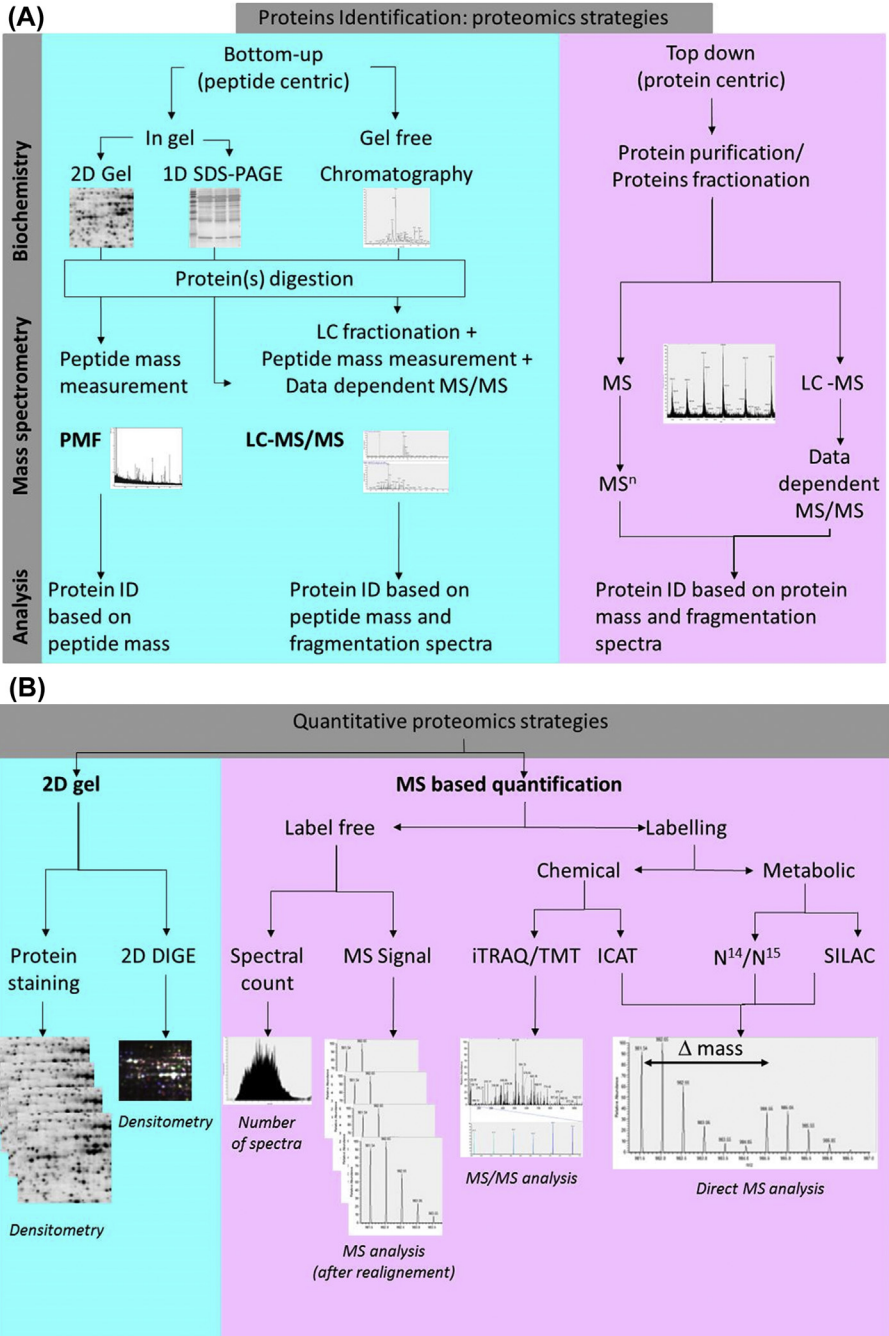 (A)
Proteins Identification: proteomics strategies
Biochemistry
Mass spectrometry
Analysis
Bottom-up
(peptide centric)
In gel
Gel free
2D Gel
1D SDS-PAGE
Chromatography
Protein(s) digestion
Peptide mass
measurement
LC fractionation +
Peptide mass measurement +
Data dependent MS/MS
PMF
LC-MS/MS
Protein ID
based on
peptide mass
Protein ID based on
peptide mass and
fragmentation spectra
Top down
(protein centric)
Protein purification/
Proteins fractionation
MS
LC -MS
MSⁿ
Data
dependent
MS/MS
Protein ID based on protein
mass and fragmentation
spectra
(B)
Quantitative proteomics strategies
2D gel
MS based quantification
Label free
Labelling
Chemical
Metabolic
Protein
staining
2D DIGE
Spectral
count
MS Signal
iTRAQ/TMT
ICAT
N¹⁴/N¹⁵
SILAC
Δ mass
Densitometry
Densitometry
Number
of spectra
MS analysis
(after realignement)
MS/MS analysis
Direct MS analysis